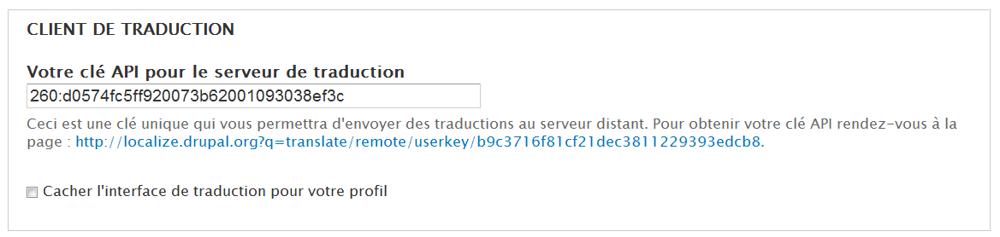 CLIENT DE TRADUCTION
Votre clé API pour le serveur de traduction
260:d0574fc5ff920073b62001093038ef3c
Ceci est une clé unique qui vous permettra d'envoyer des traductions au serveur distant. Pour obtenir votre clé API rendez-vous à la
page : http://localize.drupal.org?q=translate/remote/userkey/b9c3716f81cf21dec3811229393edcb8.
Cacher l'interface de traduction pour votre profil